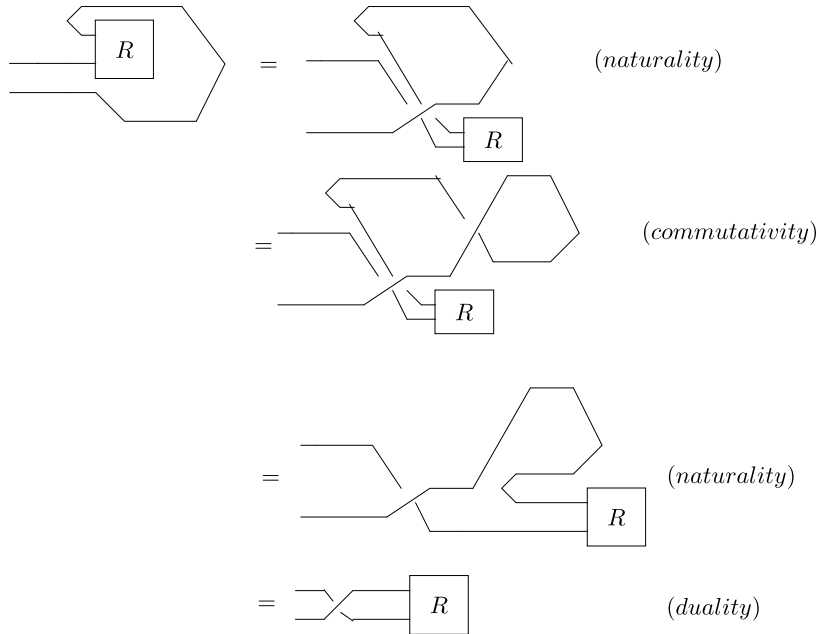 R = R (naturality)
= R (commutativity)
= R (naturality)
= R (duality)